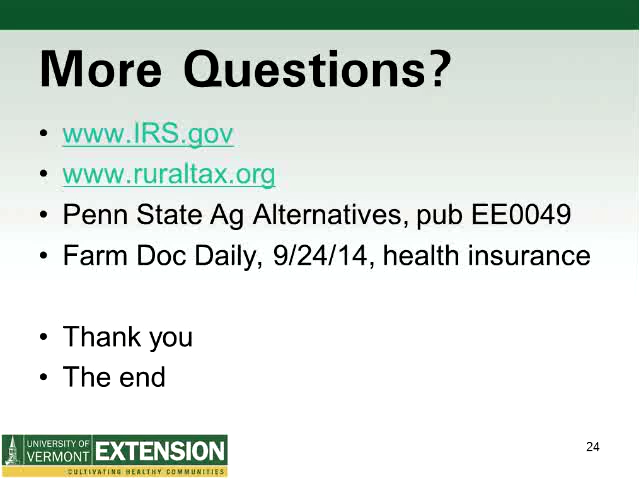 More Questions?
• www.IRS.gov
• www.ruraltax.org
• Penn State Ag Alternatives, pub EE0049
• Farm Doc Daily, 9/24/14, health insurance
• Thank you
• The end
UNIVERSITY OF
VERMONT EXTENSION
CULTIVATING HEALTHY COMMUNITIES
24